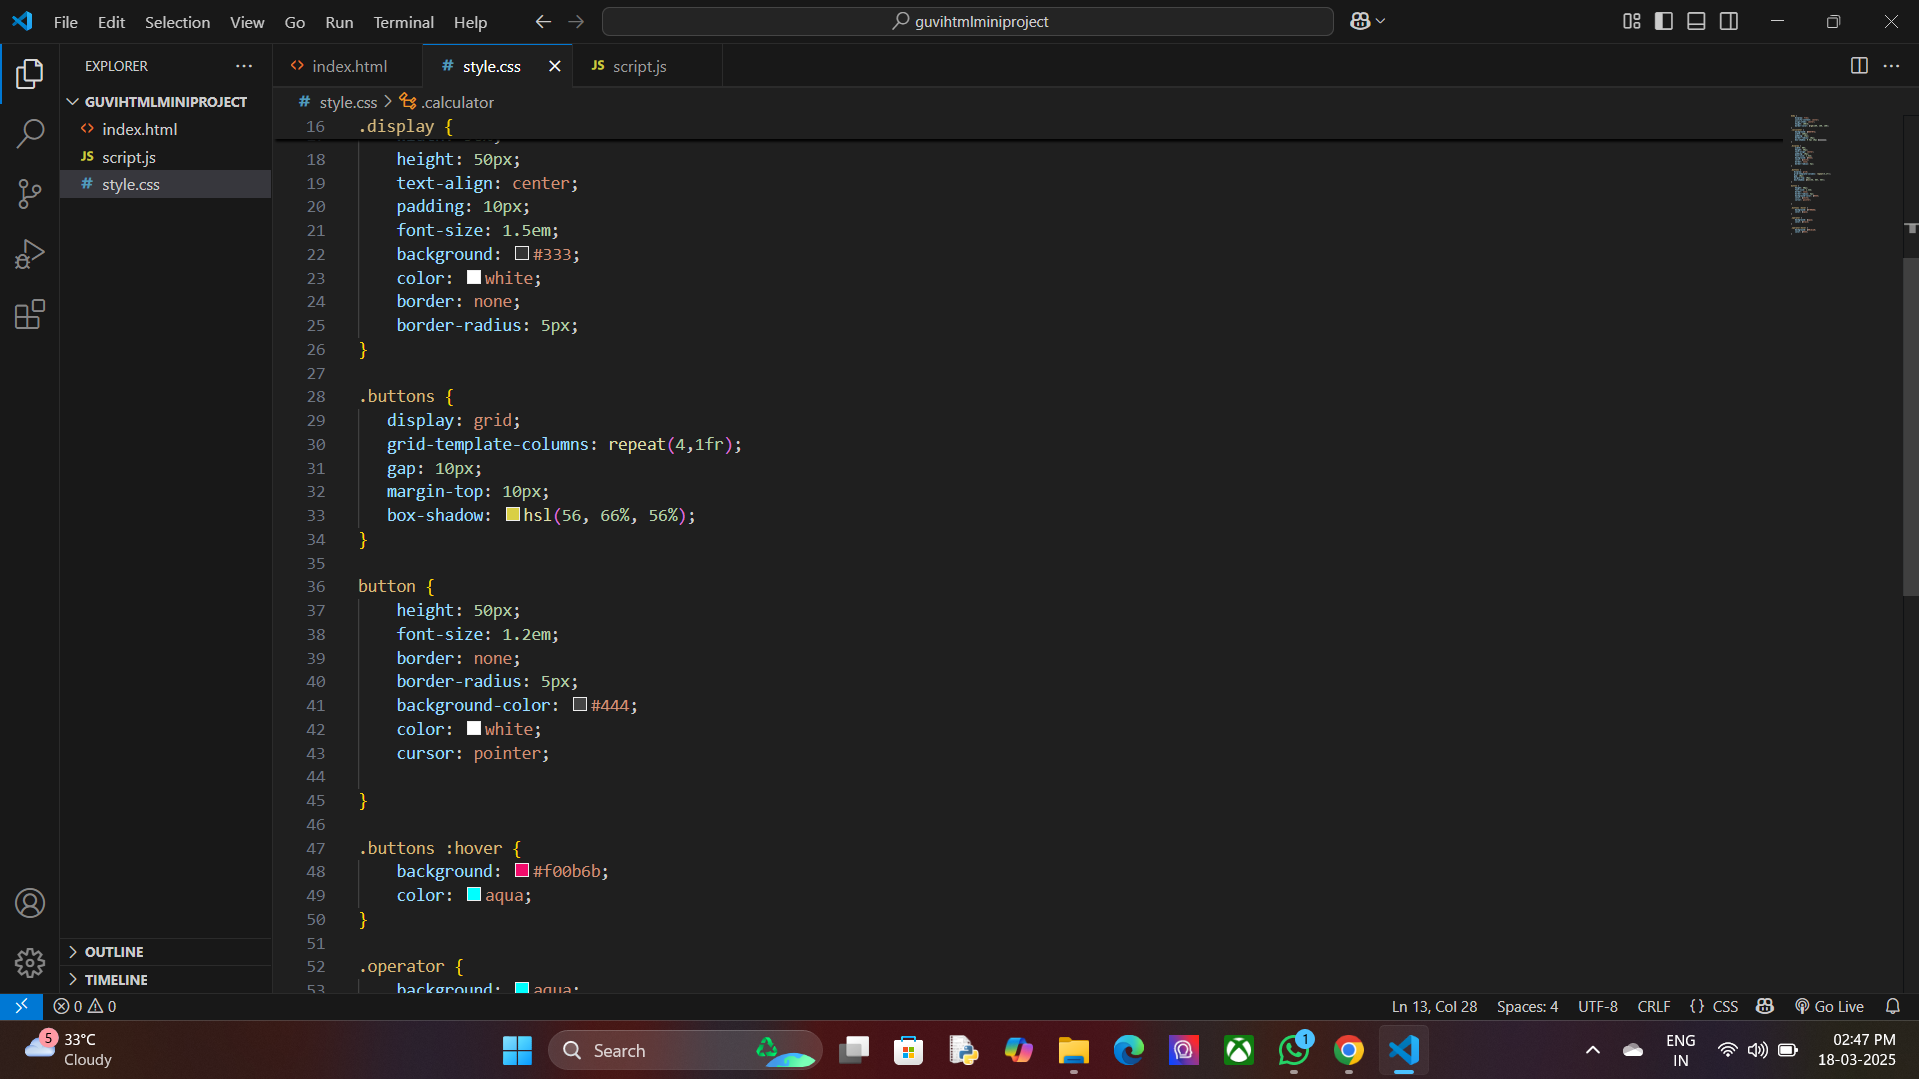 File Edit Selection View Go Run Terminal Help
guvihtmlminiproject
EXPLORER
GUVIHTMLMINIPROJECT
index.html
JS script.js
# style.css
OUTLINE
TIMELINE
index.html
# style.css
JS script.js
# style.css > .calculator
16 .display {
18 height: 50px;
19 text-align: center;
20 padding: 10px;
21 font-size: 1.5em;
22 background: #333;
23 color: white;
24 border: none;
25 border-radius: 5px;
26 }
27
28 .buttons {
29 display: grid;
30 grid-template-columns: repeat(4,1fr);
31 gap: 10px;
32 margin-top: 10px;
33 box-shadow: hsl(56, 66%, 56%);
34 }
35
36 button {
37 height: 50px;
38 font-size: 1.2em;
39 border: none;
40 border-radius: 5px;
41 background-color: #444;
42 color: white;
43 cursor: pointer;
44
45 }
46
47 .buttons :hover {
48 background: #f00b6b;
49 color: aqua;
50 }
51
52 .operator {
53 background: aqua;
0 0
Ln 13, Col 28 Spaces: 4 UTF-8 CRLF {} CSS Go Live
5 33°C
Cloudy
Search
1
ENG
IN
02:47 PM
18-03-2025